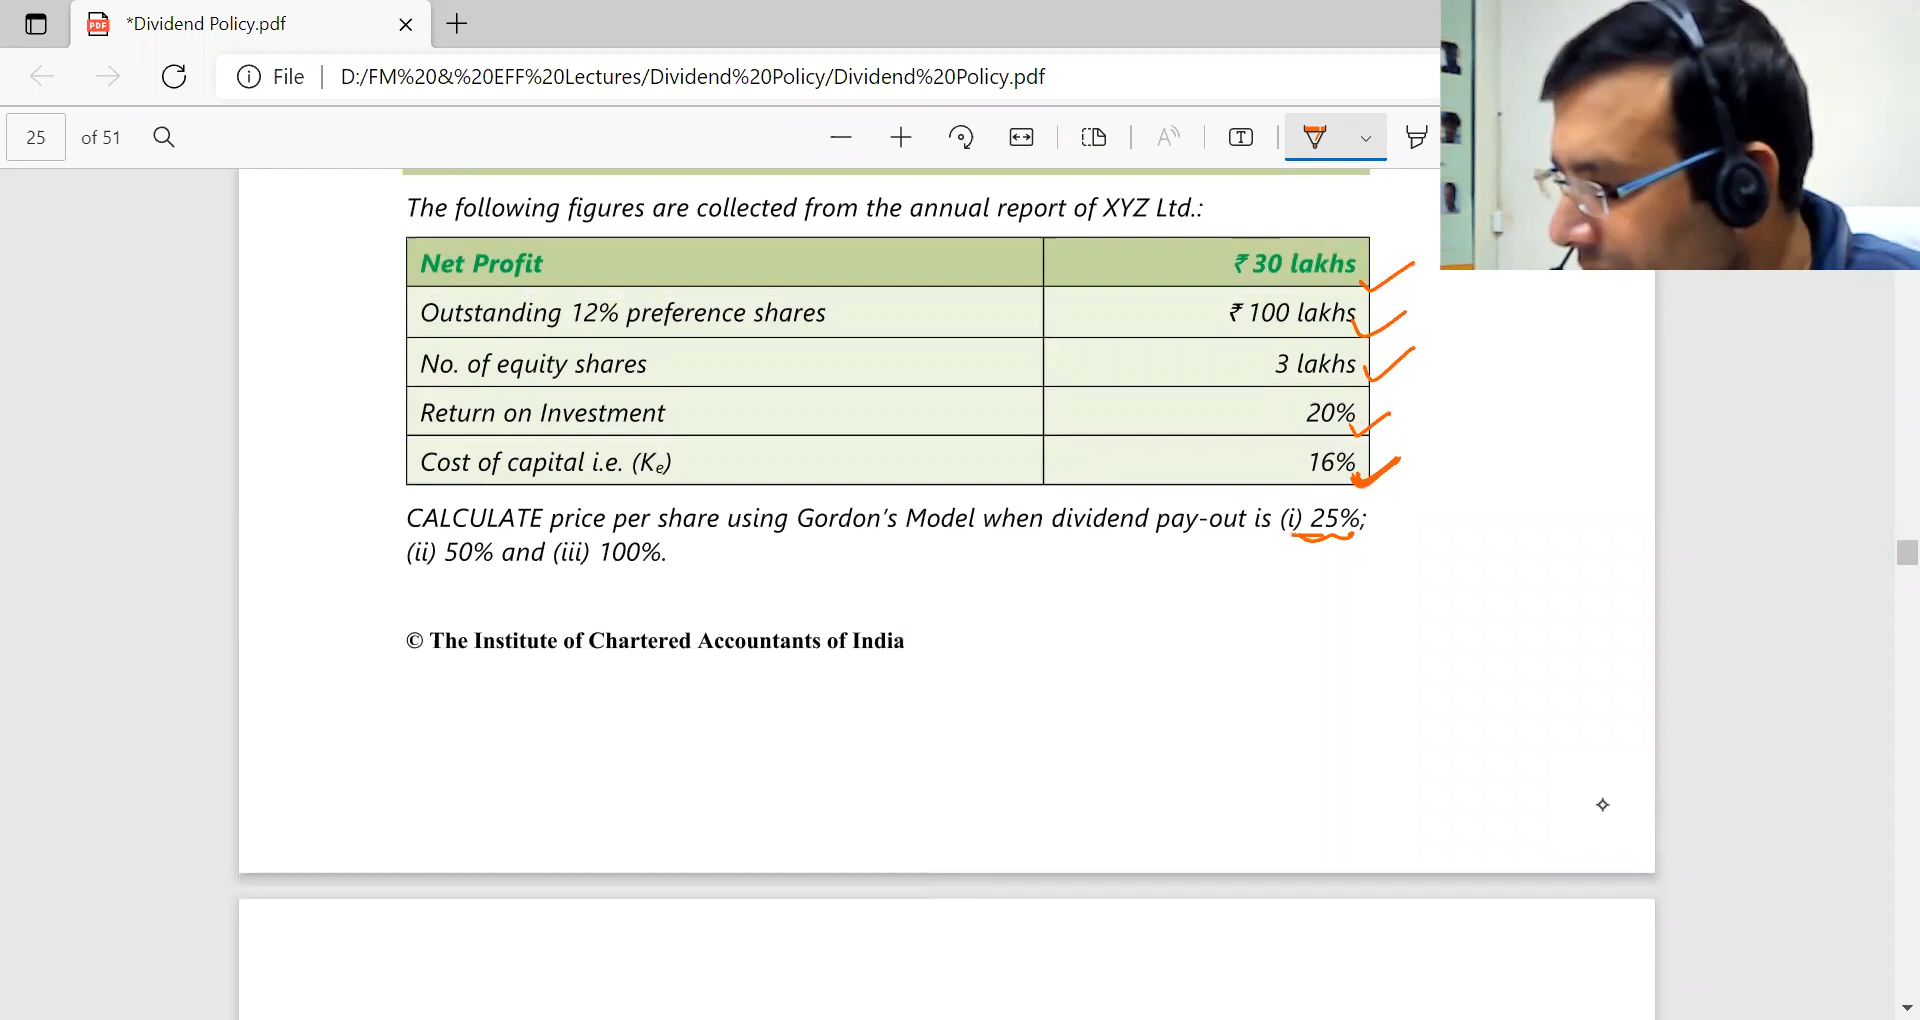 *Dividend Policy.pdf
File | D:/FM%20&%20EFF%20Lectures/Dividend%20Policy/Dividend%20Policy.pdf
25 of 51
The following figures are collected from the annual report of XYZ Ltd.:
Net Profit ₹ 30 lakhs
Outstanding 12% preference shares ₹ 100 lakhs
No. of equity shares 3 lakhs
Return on Investment 20%
Cost of capital i.e. (Kₑ) 16%
CALCULATE price per share using Gordon's Model when dividend pay-out is (i) 25%;
(ii) 50% and (iii) 100%.
© The Institute of Chartered Accountants of India